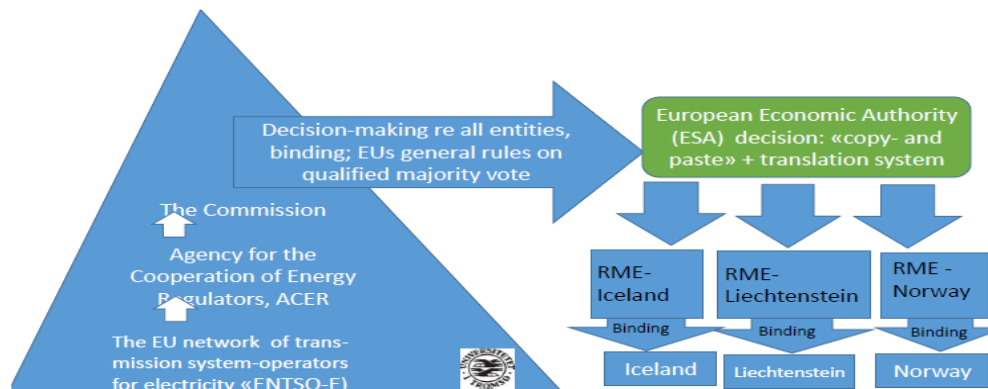 Decision-making re all entities,
binding; EUs general rules on
qualified majority vote
European Economic Authority
(ESA) decision: «copy- and
paste» + translation system
The Commission
Agency for the
Cooperation of Energy
Regulators, ACER
The EU network of trans-
mission system-operators
for electricity «ENTSO-E)
RME-
Iceland
RME-
Liechtenstein
RME -
Norway
Binding
Binding
Binding
Iceland
Liechtenstein
Norway